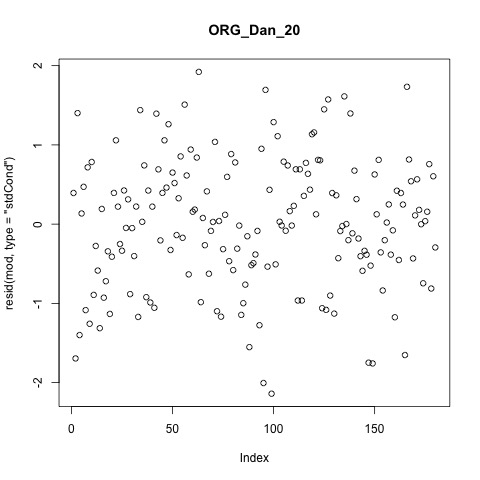 ORG_Dan_20
resid(mod, type = "stdCond")
2
1
0
-1
-2
0 50 100 150
Index